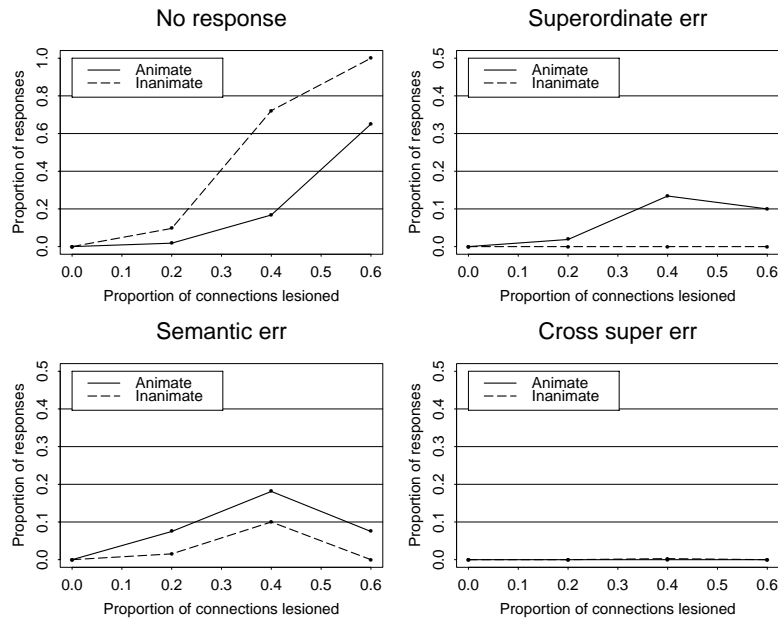 No response
Animate
Inanimate
Proportion of responses
0.0 0.2 0.4 0.6 0.8 1.0
0.0 0.1 0.2 0.3 0.4 0.5 0.6
Proportion of connections lesioned
Superordinate err
Animate
Inanimate
Proportion of responses
0.0 0.1 0.2 0.3 0.4 0.5
0.0 0.1 0.2 0.3 0.4 0.5 0.6
Proportion of connections lesioned
Semantic err
Animate
Inanimate
Proportion of responses
0.0 0.1 0.2 0.3 0.4 0.5
0.0 0.1 0.2 0.3 0.4 0.5 0.6
Proportion of connections lesioned
Cross super err
Animate
Inanimate
Proportion of responses
0.0 0.1 0.2 0.3 0.4 0.5
0.0 0.1 0.2 0.3 0.4 0.5 0.6
Proportion of connections lesioned